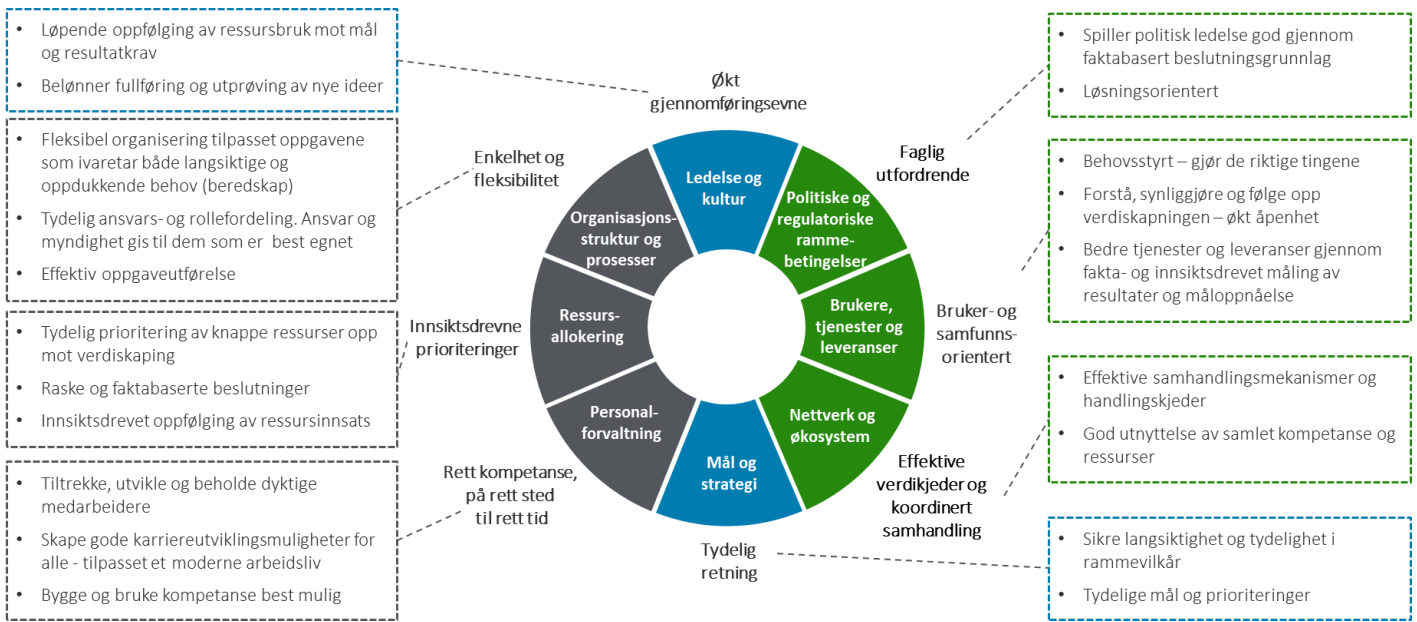 • Løpende oppfølging av ressursbruk mot mål
og resultatkrav
• Belønner fullføring og utprøving av nye ideer
• Fleksibel organisering tilpasset oppgavene
som ivaretar både langsiktige og
oppdukkende behov (beredskap)
• Tydelig ansvars- og rollefordeling. Ansvar og
myndighet gis til dem som er best egnet
• Effektiv oppgaveutførelse
• Tydelig prioritering av knappe ressurser opp
mot verdiskaping
• Raske og faktabaserte beslutninger
• Innsiktsdrevet oppfølging av ressursinnsats
• Tiltrekke, utvikle og beholde dyktige
medarbeidere
• Skape gode karriereutviklingsmuligheter for
alle - tilpasset et moderne arbeidsliv
• Bygge og bruke kompetanse best mulig
Økt
gjennomføringsevne
Enkelhet og
fleksibilitet
Innsiktsdrevne
prioriteringer
Rett kompetanse,
på rett sted
til rett tid
Ledelse og
kultur
Politiske og
regulatoriske
ramme-
betingelser
Brukere,
tjenester og
leveranser
Nettverk og
økosystem
Mål og
strategi
Personal-
forvaltning
Ressurs-
allokering
Organisasjons-
struktur og
prosesser
Faglig
utfordrende
Bruker- og
samfunns-
orientert
Effektive
verdikjeder og
koordinert
samhandling
Tydelig
retning
• Spiller politisk ledelse god gjennom
faktabasert beslutningsgrunnlag
• Løsningsorientert
• Behovsstyrt – gjør de riktige tingene
• Forstå, synliggjøre og følge opp
verdiskapningen – økt åpenhet
• Bedre tjenester og leveranser gjennom
fakta- og innsiktsdrevet måling av
resultater og måloppnåelse
• Effektive samhandlingsmekanismer og
handlingskjeder
• God utnyttelse av samlet kompetanse og
ressurser
• Sikre langsiktighet og tydelighet i
rammevilkår
• Tydelige mål og prioriteringer